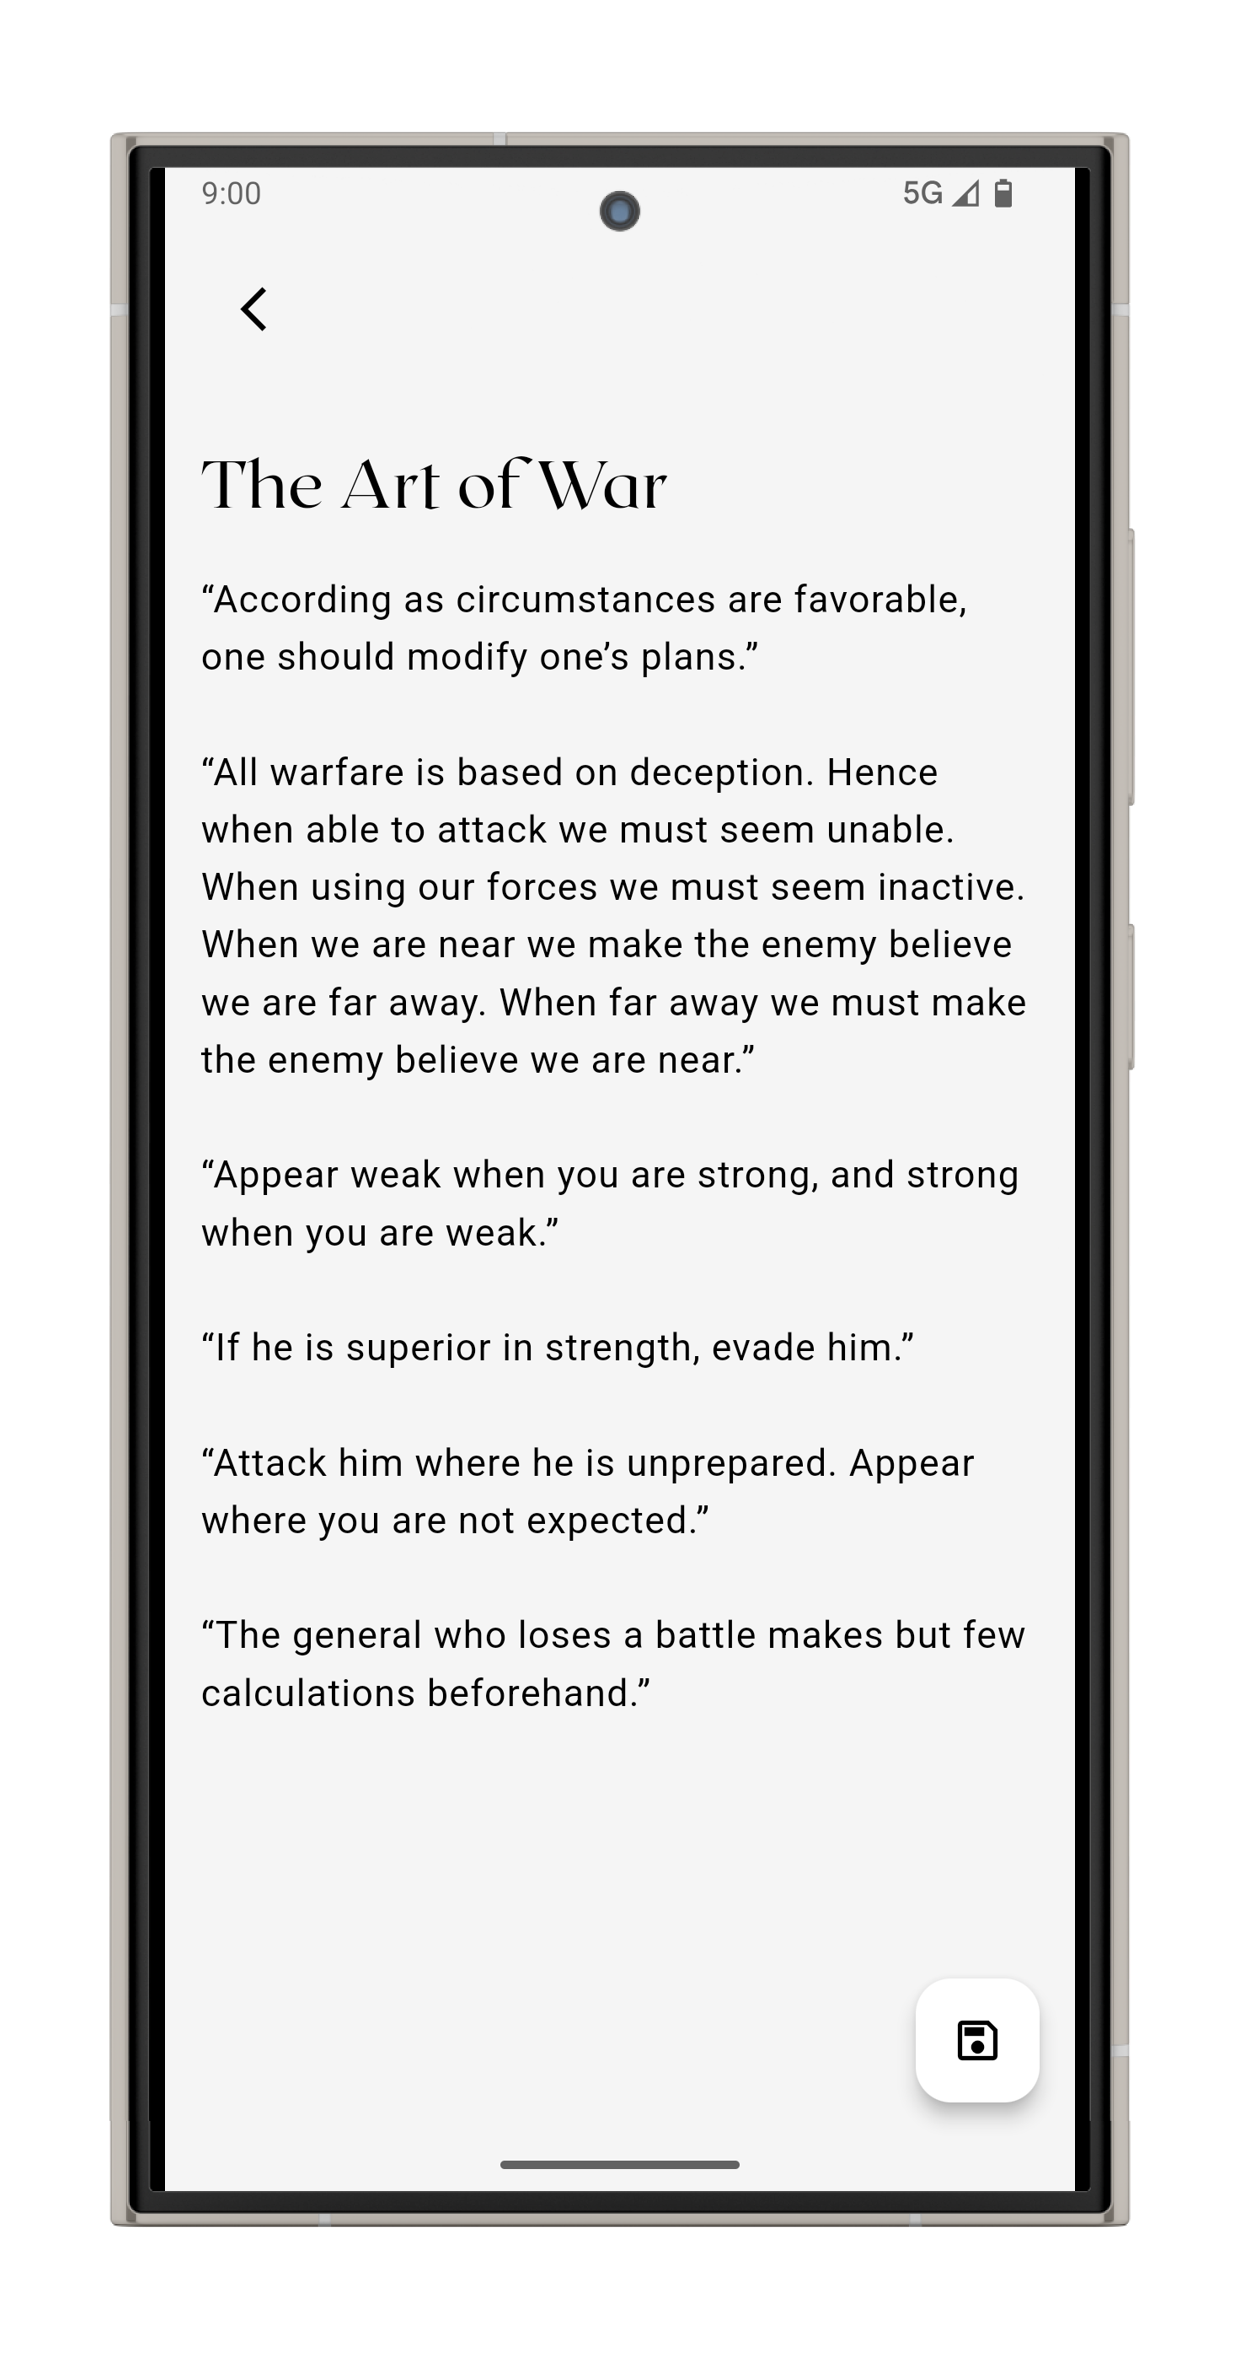 9:00
5G
The Art of War
“According as circumstances are favorable,
one should modify one’s plans.”
“All warfare is based on deception. Hence
when able to attack we must seem unable.
When using our forces we must seem inactive.
When we are near we make the enemy believe
we are far away. When far away we must make
the enemy believe we are near.”
“Appear weak when you are strong, and strong
when you are weak.”
“If he is superior in strength, evade him.”
“Attack him where he is unprepared. Appear
where you are not expected.”
“The general who loses a battle makes but few
calculations beforehand.”